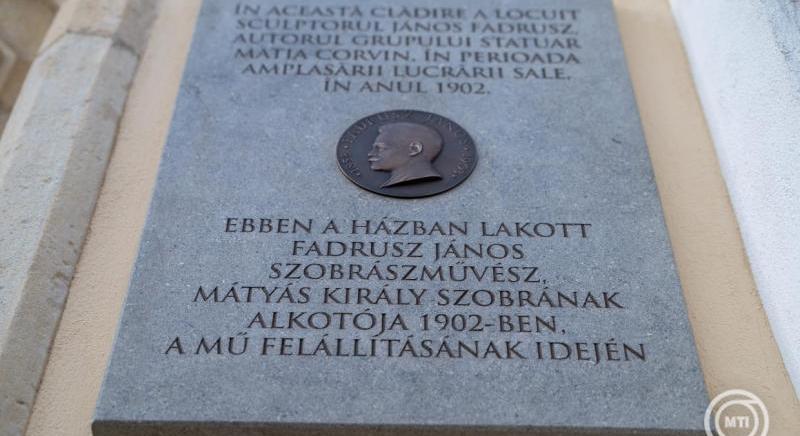 ÎN ACEASTĂ CLĂDIRE A LOCUIT
SCULPTORUL JÁNOS FADRUSZ,
AUTORUL GRUPULUI STATUAR
MATIA CORVIN, ÎN PERIOADA
AMPLASĂRII LUCRĂRII SALE,
ÎN ANUL 1902.
EBBEN A HÁZBAN LAKOTT
FADRUSZ JÁNOS
SZOBRÁSZMŰVÉSZ,
MÁTYÁS KIRÁLY SZOBRÁNAK
ALKOTÓJA 1902-BEN,
A MŰ FELÁLLÍTÁSÁNAK IDEJÉN
MTI